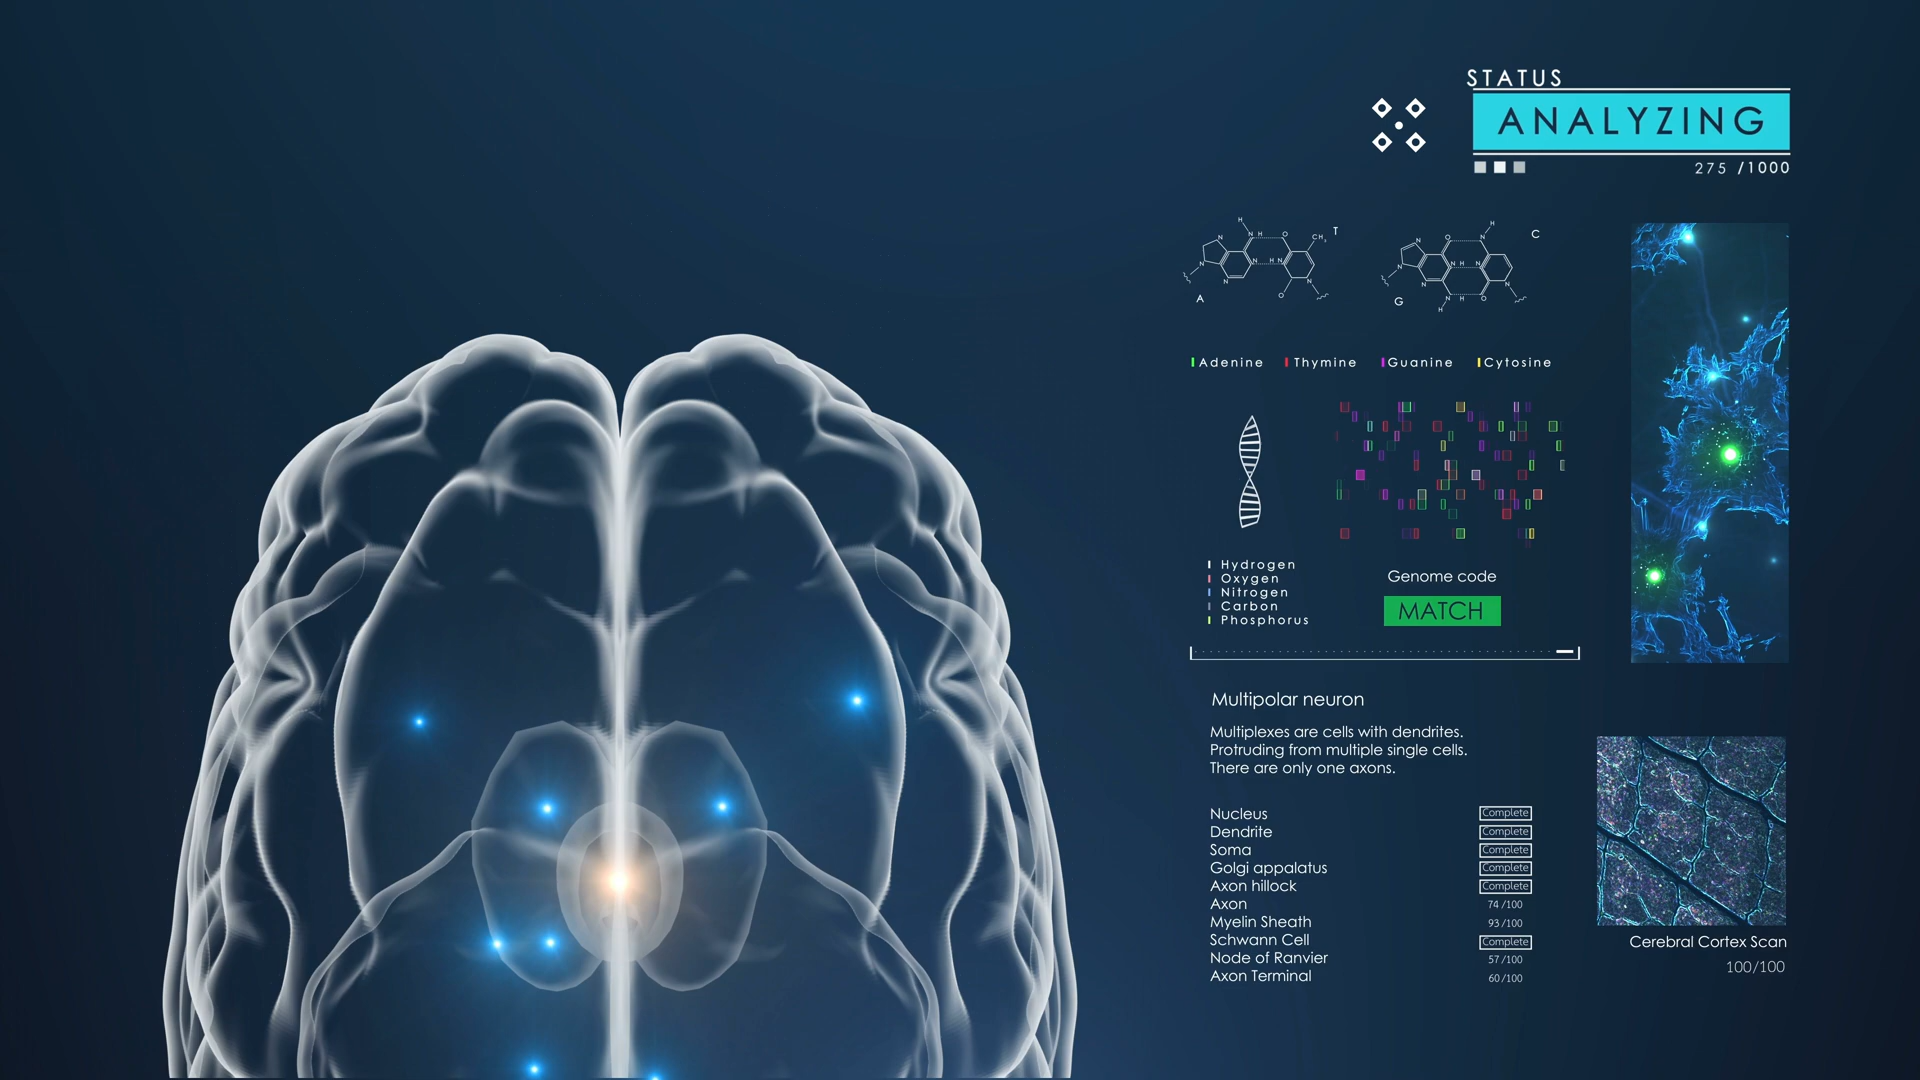 STATUS
ANALYZING
275 /1000
H
N
N H
O
CH3
T
N
N
H N
N
N
O
N
A
H
N
C
N
O
N
N H
N
N
N
H
O
N
G
H
Adenine Thymine Guanine Cytosine
Hydrogen
Oxygen
Nitrogen
Carbon
Phosphorus
Genome code
MATCH
Multipolar neuron
Multiplexes are cells with dendrites.
Protruding from multiple single cells.
There are only one axons.
Nucleus Complete
Dendrite Complete
Soma Complete
Golgi appalatus Complete
Axon hillock Complete
Axon 74 /100
Myelin Sheath 93 /100
Schwann Cell Complete
Node of Ranvier 57 /100
Axon Terminal 60 /100
Cerebral Cortex Scan
100/100